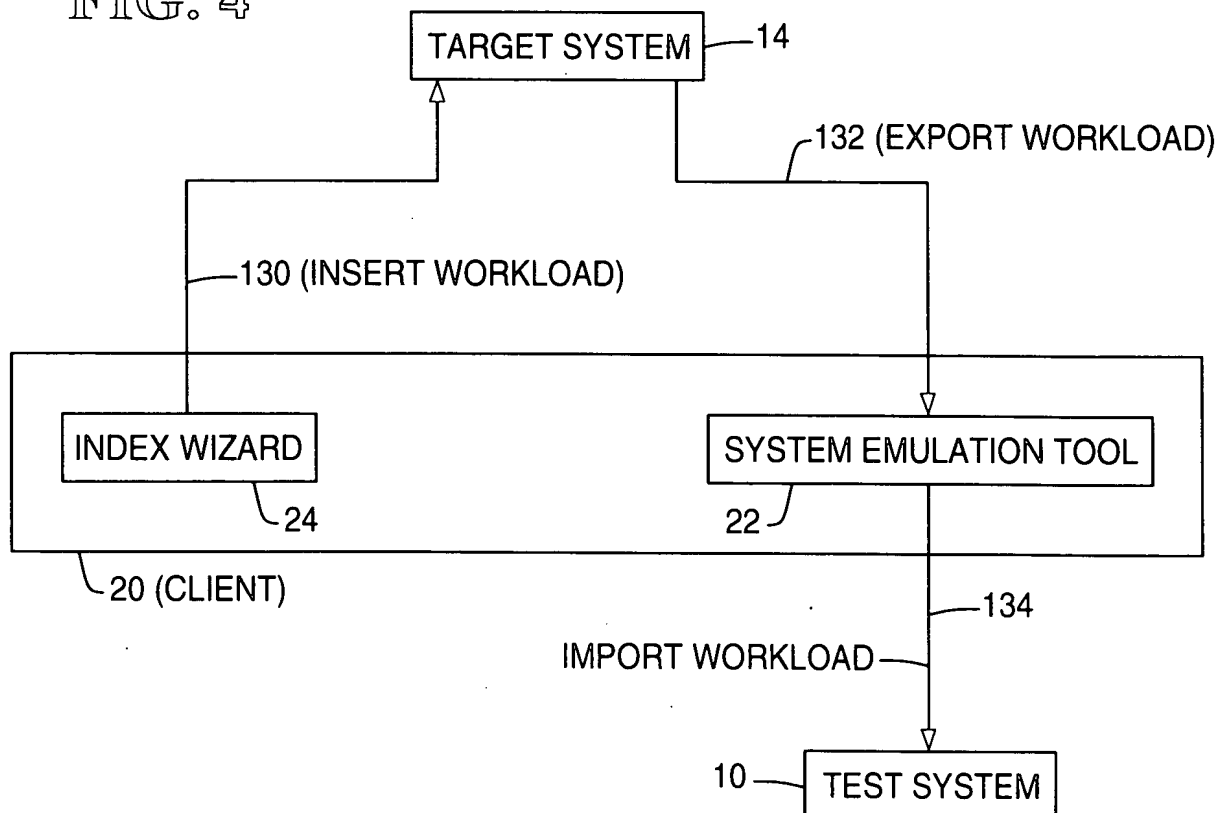 FIG. 4
TARGET SYSTEM
14
132 (EXPORT WORKLOAD)
130 (INSERT WORKLOAD)
INDEX WIZARD
SYSTEM EMULATION TOOL
24
22
20 (CLIENT)
134
IMPORT WORKLOAD
10
TEST SYSTEM